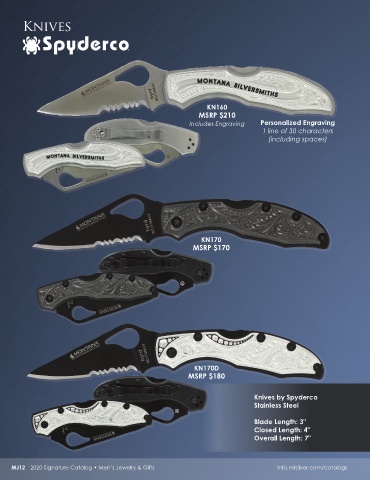 KNIVES
Spyderco
MONTANA SILVERSMITHS
KN160
MSRP $210
Includes Engraving
Personalized Engraving
1 line of 30 characters
(including spaces)
MONTANA SILVERSMITHS
MONTANA
KN170
MSRP $170
MONTANA
KN170D
MSRP $180
Knives by Spyderco
Stainless Steel
Blade Length: 3"
Closed Length: 4"
Overall Length: 7"
MJ12 2020 Signature Catalog • Men's Jewelry & Gifts
info.mtsilver.com/catalogs